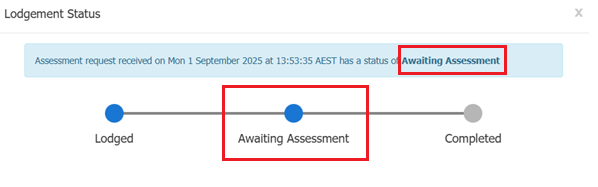 Lodgement Status x
Assessment request received on Mon 1 September 2025 at 13:53:35 AEST has a status of Awaiting Assessment
Lodged Awaiting Assessment Completed